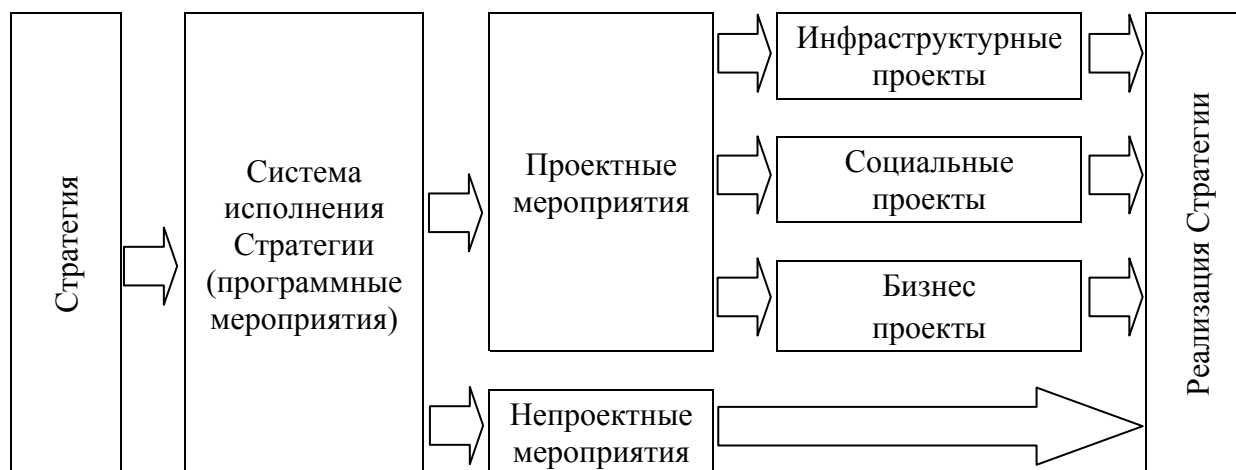 Стратегия
Система
исполнения
Стратегии
(программные
мероприятия)
Проектные
мероприятия
Непроектные
мероприятия
Инфраструктурные
проекты
Социальные
проекты
Бизнес
проекты
Реализация Стратегии